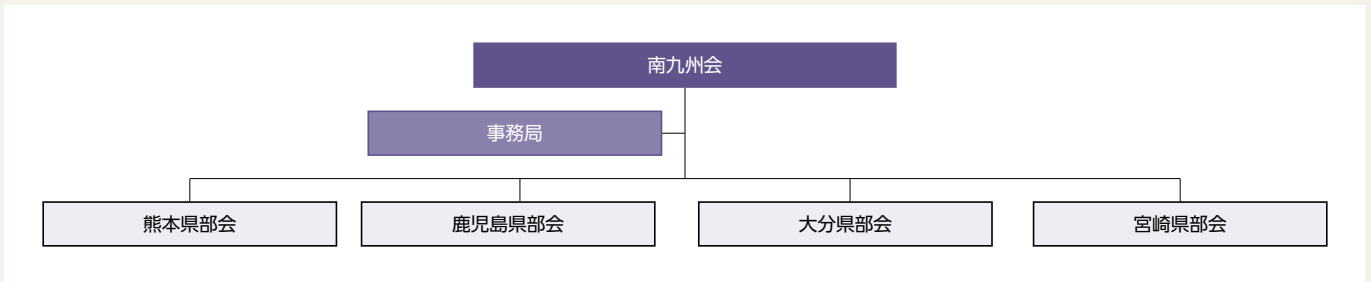 南九州会
事務局
熊本県部会
鹿児島県部会
大分県部会
宮崎県部会